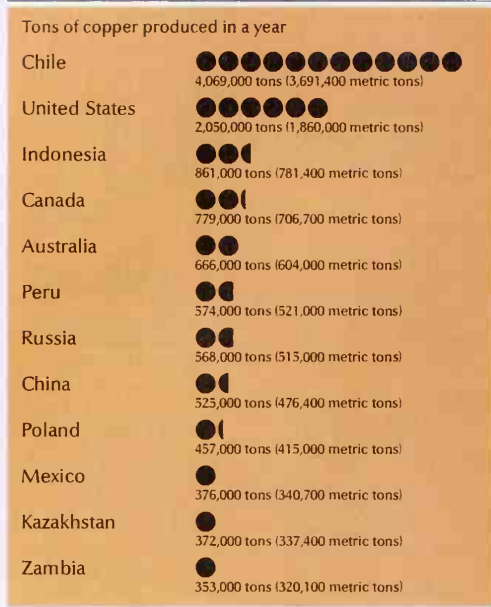 Tons of copper produced in a year
Chile
4,069,000 tons (3,691,400 metric tons)
United States
2,050,000 tons (1,860,000 metric tons)
Indonesia
861,000 tons (781,400 metric tons)
Canada
779,000 tons (706,700 metric tons)
Australia
666,000 tons (604,000 metric tons)
Peru
574,000 tons (521,000 metric tons)
Russia
568,000 tons (515,000 metric tons)
China
525,000 tons (476,400 metric tons)
Poland
457,000 tons (415,000 metric tons)
Mexico
376,000 tons (340,700 metric tons)
Kazakhstan
372,000 tons (337,400 metric tons)
Zambia
353,000 tons (320,100 metric tons)